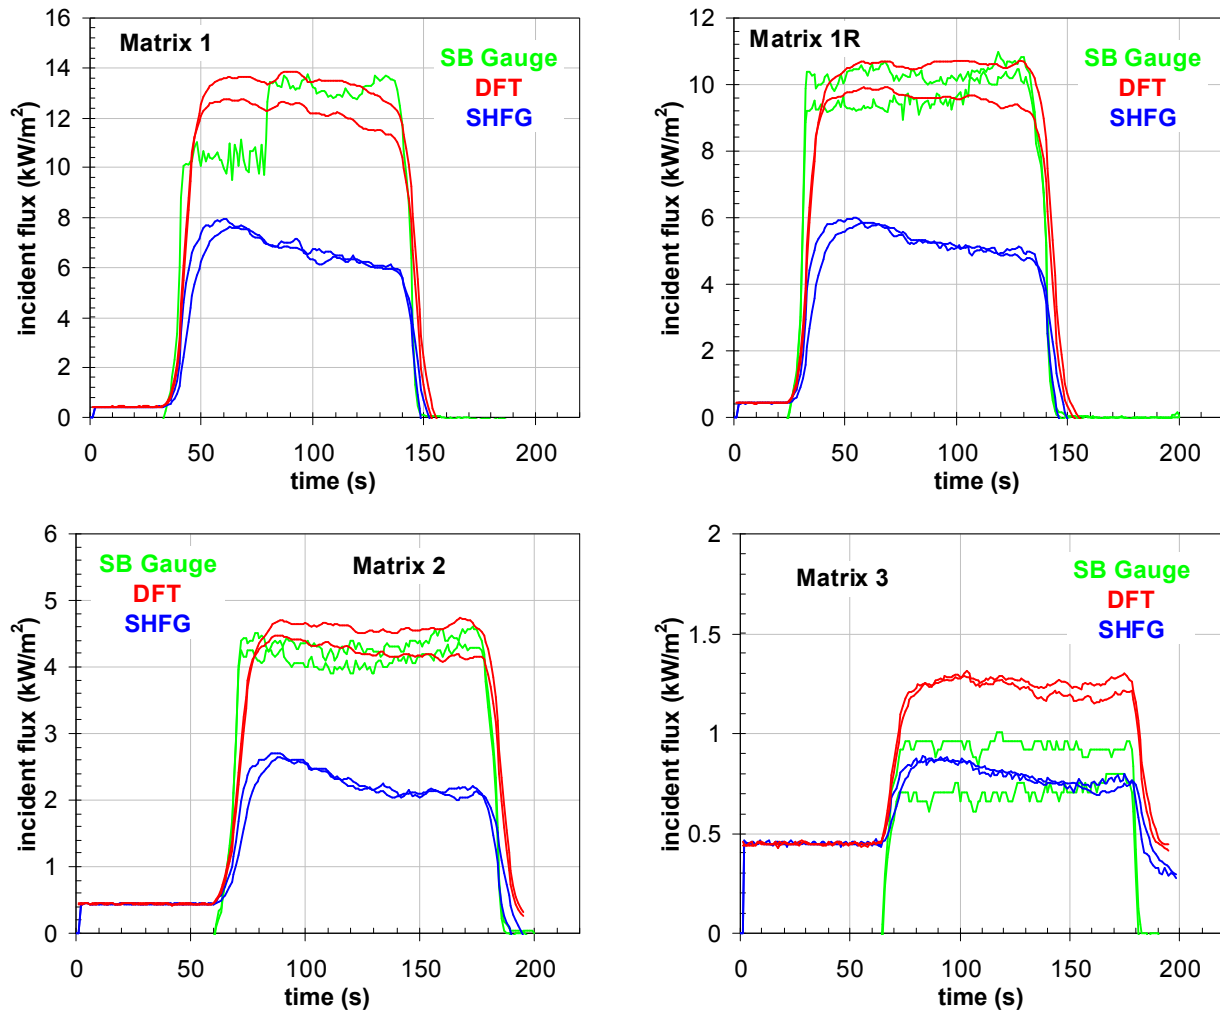 Matrix 1
SB Gauge
DFT
SHFG
incident flux (kW/m²)
16
14
12
10
8
6
4
2
0
0 50 100 150 200
time (s)
Matrix 1R
SB Gauge
DFT
SHFG
incident flux (kW/m²)
12
10
8
6
4
2
0
0 50 100 150 200
time (s)
SB Gauge
DFT
SHFG
Matrix 2
incident flux (kW/m²)
6
5
4
3
2
1
0
0 50 100 150 200
time (s)
Matrix 3
SB Gauge
DFT
SHFG
incident flux (kW/m²)
2
1.5
1
0.5
0
0 50 100 150 200
time (s)